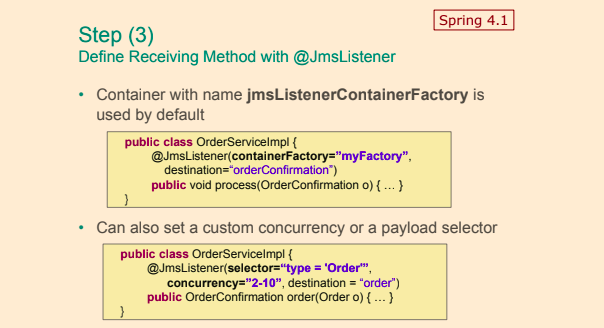 Spring 4.1
Step (3)
Define Receiving Method with @JmsListener
• Container with name jmsListenerContainerFactory is
used by default
public class OrderServiceImpl {
@JmsListener(containerFactory=”myFactory”,
destination=“orderConfirmation”)
public void process(OrderConfirmation o) { … }
}
• Can also set a custom concurrency or a payload selector
public class OrderServiceImpl {
@JmsListener(selector=“type = 'Order'”,
concurrency=“2-10”, destination = “order”)
public OrderConfirmation order(Order o) { … }
}